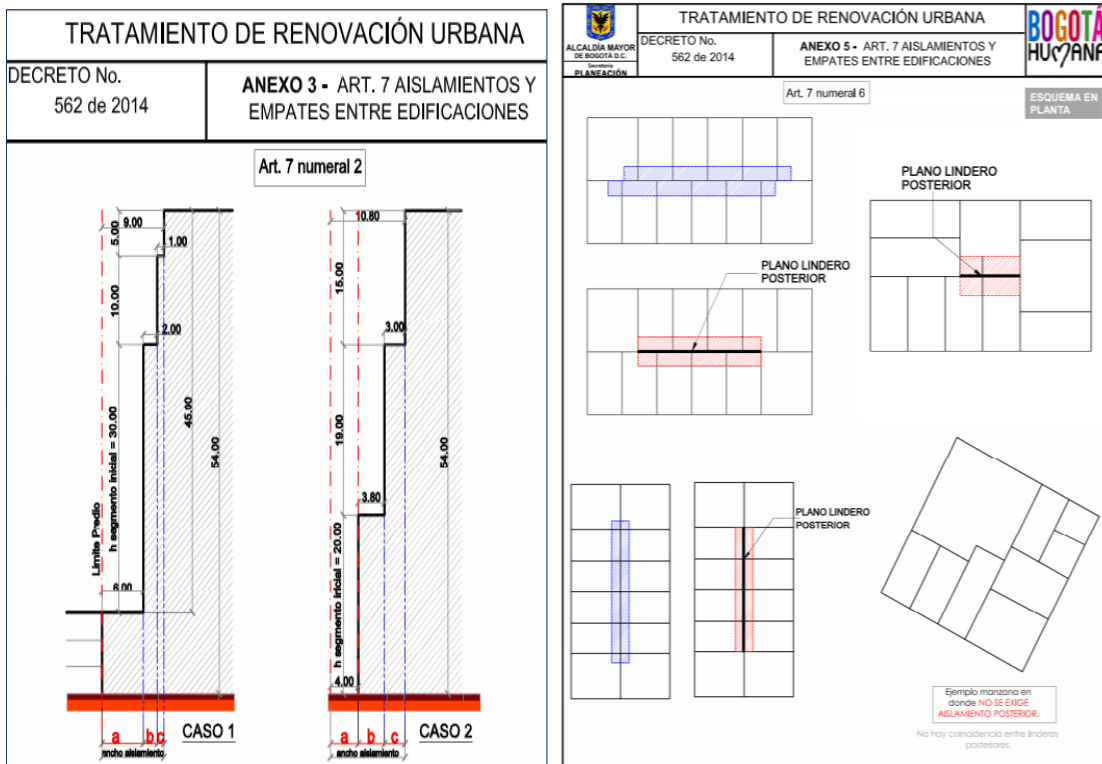 TRATAMIENTO DE RENOVACIÓN URBANA
DECRETO No.
562 de 2014
ANEXO 3 - ART. 7 AISLAMIENTOS Y
EMPATES ENTRE EDIFICACIONES
Art. 7 numeral 2
9.00
5.00
1.00
10.00
2.00
h segmento inicial = 30.00
45.00
54.00
Limite Predio
6.00
a
b
c
ancho aislamiento
CASO 1
10.80
15.00
3.00
19.00
54.00
3.80
h segmento inicial = 20.00
4.00
a
b
c
ancho aislamiento
CASO 2
ALCALDÍA MAYOR
DE BOGOTÁ D.C.
Secretaría
PLANEACIÓN
TRATAMIENTO DE RENOVACIÓN URBANA
DECRETO No.
562 de 2014
ANEXO 5 - ART. 7 AISLAMIENTOS Y
EMPATES ENTRE EDIFICACIONES
BOGOTÁ
HUMANA
Art. 7 numeral 6
ESQUEMA EN
PLANTA
PLANO LINDERO
POSTERIOR
PLANO LINDERO
POSTERIOR
PLANO LINDERO
POSTERIOR
Ejemplo manzana en
donde NO SE EXIGE
AISLAMIENTO POSTERIOR.
No hay coincidencia entre linderos
posteriores.